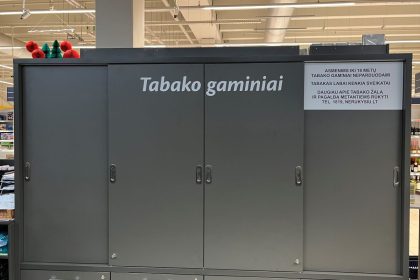 Tabako gaminiai
ASMENIMS IKI 18 METŲ
TABAKO GAMINIAI NEPARDUODAMI
TABAKAS LABAI KENKIA SVEIKATAI
DAUGIAU APIE TABAKO ŽALĄ
IR PAGALBĄ METANTIEMS RŪKYTI
TEL. 1819, NERUKYSIU.LT